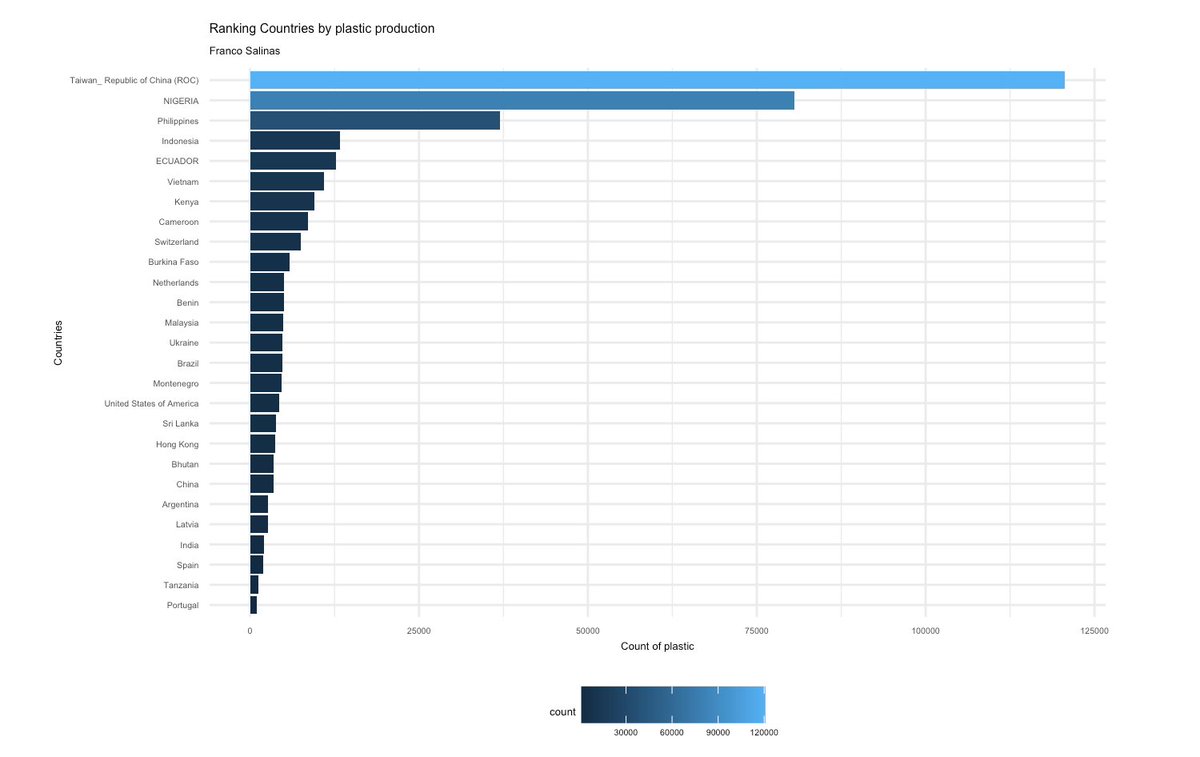 Ranking Countries by plastic production
Franco Salinas
Taiwan_ Republic of China (ROC)
NIGERIA
Philippines
Indonesia
ECUADOR
Vietnam
Kenya
Cameroon
Switzerland
Burkina Faso
Netherlands
Benin
Malaysia
Ukraine
Brazil
Montenegro
United States of America
Sri Lanka
Hong Kong
Bhutan
China
Argentina
Latvia
India
Spain
Tanzania
Portugal
Countries
0 25000 50000 75000 100000 125000
Count of plastic
count
30000 60000 90000 120000